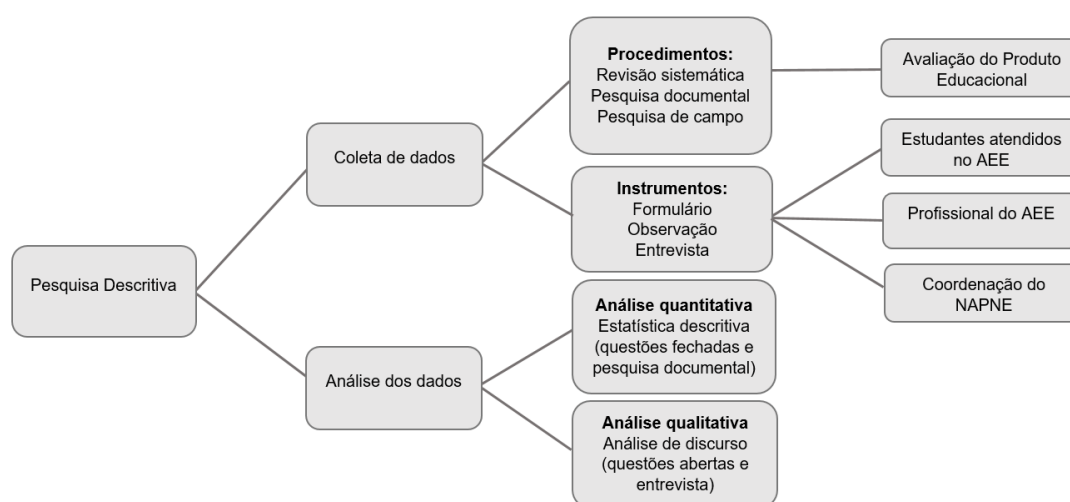 Pesquisa Descritiva
Coleta de dados
Procedimentos:
Revisão sistemática
Pesquisa documental
Pesquisa de campo
Avaliação do Produto
Educacional
Instrumentos:
Formulário
Observação
Entrevista
Estudantes atendidos
no AEE
Profissional do AEE
Coordenação do
NAPNE
Análise dos dados
Análise quantitativa
Estatística descritiva
(questões fechadas e
pesquisa documental)
Análise qualitativa
Análise de discurso
(questões abertas e
entrevista)